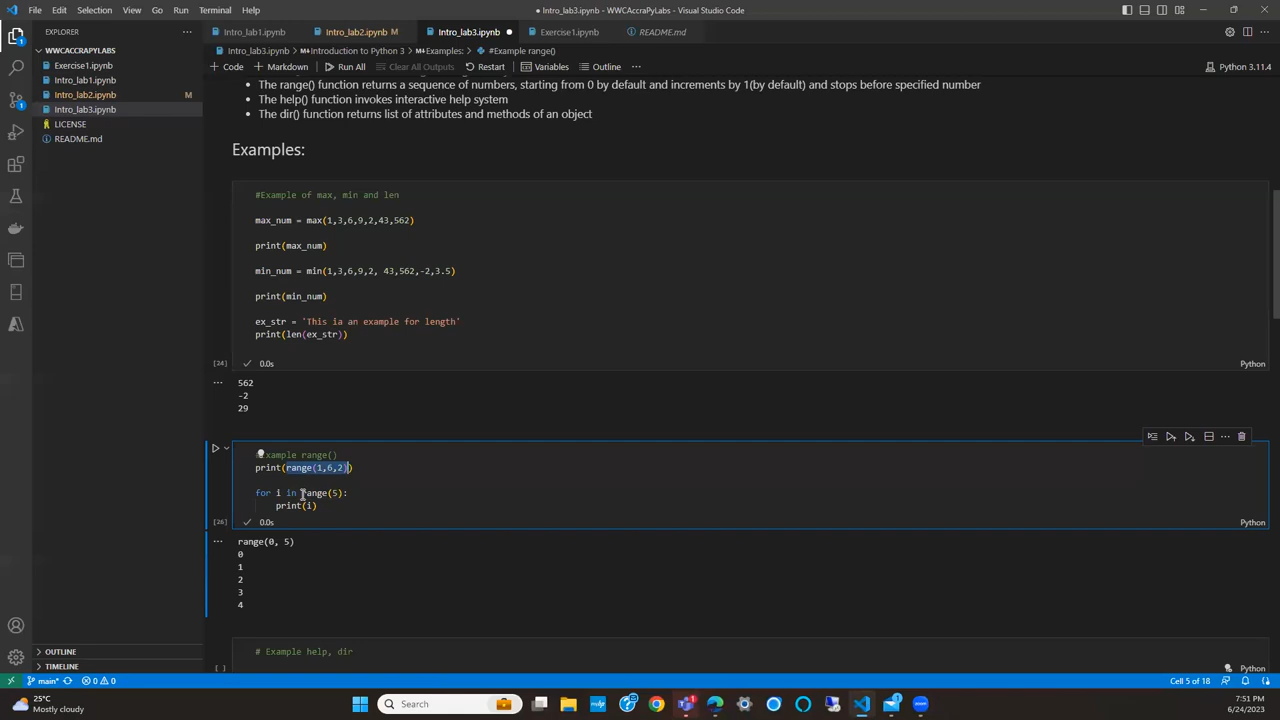 File Edit Selection View Go Run Terminal Help
Intro_lab3.ipynb - WWCAccraPyLabs - Visual Studio Code
EXPLORER
WWCACCRAPYLABS
Exercise1.ipynb
Intro_lab1.ipynb
Intro_lab2.ipynb M
Intro_lab3.ipynb
LICENSE
README.md
OUTLINE
TIMELINE
Intro_lab1.ipynb Intro_lab2.ipynb M Intro_lab3.ipynb Exercise1.ipynb README.md
Intro_lab3.ipynb > Introduction to Python 3 > Examples: > #Example range()
+ Code + Markdown Run All Clear All Outputs Restart Variables Outline ... Python 3.11.4
• The range() function returns a sequence of numbers, starting from 0 by default and increments by 1(by default) and stops before specified number
• The help() function invokes interactive help system
• The dir() function returns list of attributes and methods of an object
Examples:
#Example of max, min and len
max_num = max(1,3,6,9,2,43,562)
print(max_num)
min_num = min(1,3,6,9,2, 43,562,-2,3.5)
print(min_num)
ex_str = 'This ia an example for length'
print(len(ex_str))
[24] 0.0s Python
562
-2
29
xample range()
print(range(1,6,2))
for i in range(5):
print(i)
[26] 0.0s Python
range(0, 5)
0
1
2
3
4
# Example help, dir
[ ] Python
main* 0 0 Cell 5 of 18
1
25°C
Mostly cloudy
Search
7:51 PM
6/24/2023